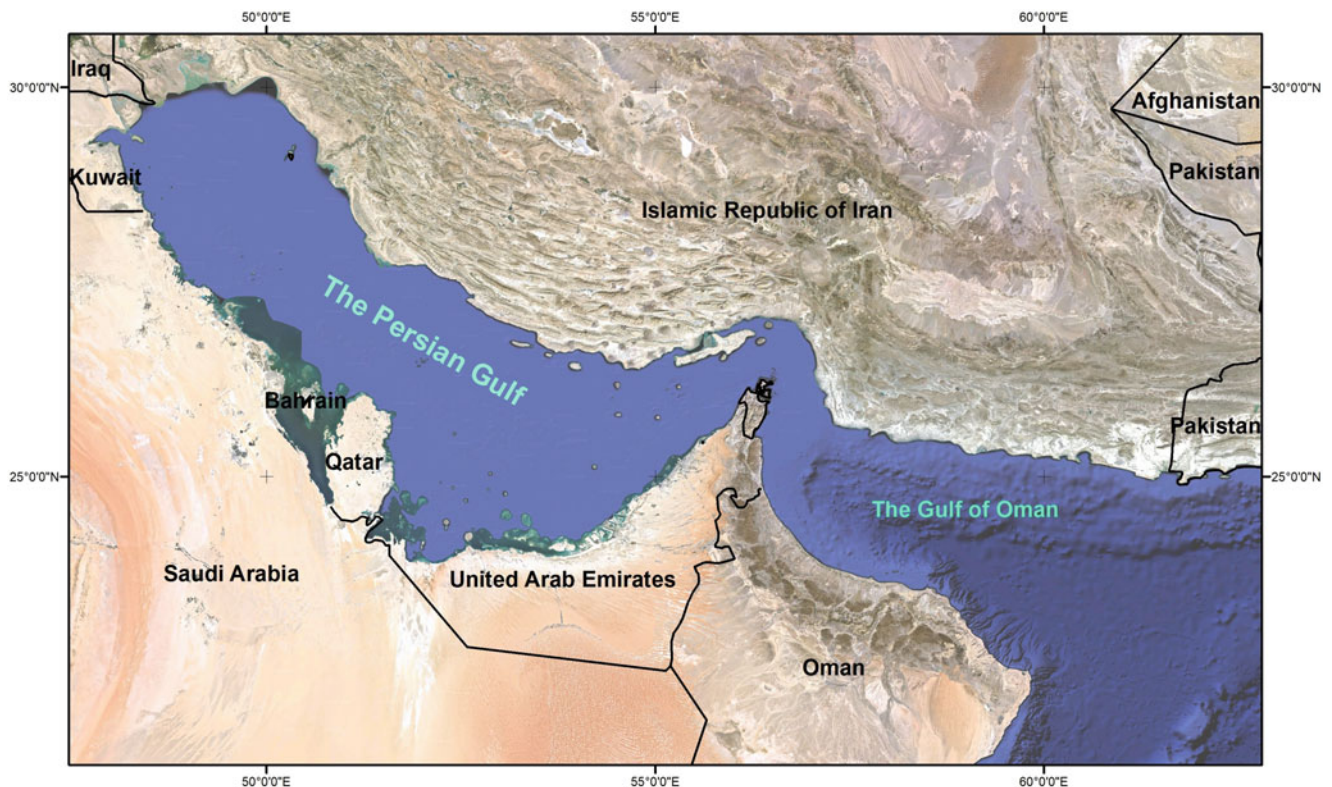 50°0'0"E
55°0'0"E
60°0'0"E
Iraq
30°0'0"N
30°0'0"N
Afghanistan
Kuwait
Pakistan
Islamic Republic of Iran
The Persian Gulf
Bahrain
Pakistan
Qatar
25°0'0"N
25°0'0"N
The Gulf of Oman
Saudi Arabia
United Arab Emirates
Oman
50°0'0"E
55°0'0"E
60°0'0"E